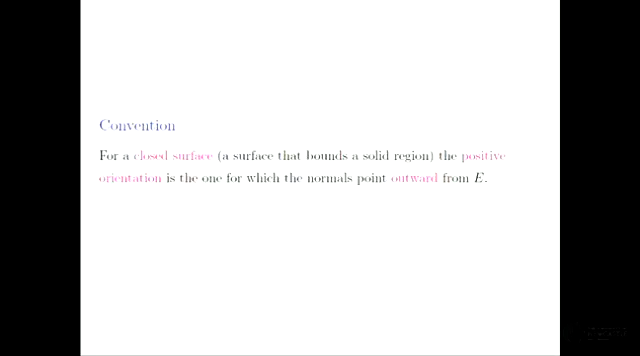 Convention
For a closed surface (a surface that bounds a solid region) the positive
orientation is the one for which the normals point outward from E.